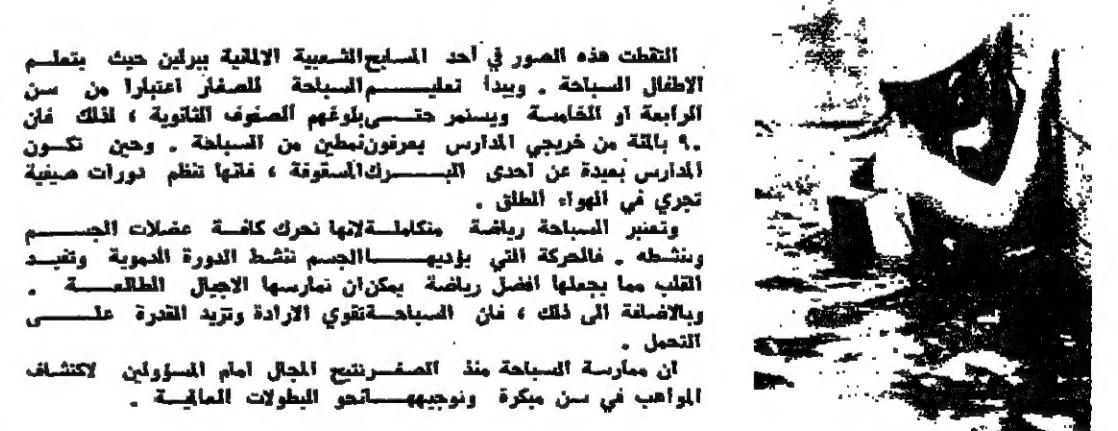 التقطت هذه الصور في أحد المسابح الشعبية الالمانية ببرلين حيث يتعلم
الاطفال السباحة . ويبدأ تعليم السباحة للصغار اعتبارا من سن
الرابعة او الخامسة ويستمر حتى بلوغهم الصفوف الثانوية ، لذلك فان
٩٠ بالمئة من خريجي المدارس يعرفون نمطين من السباحة . وحين تكون
المدارس بعيدة عن احدى البرك المسقوفة ، فانها تنظم دورات صيفية
تجري في الهواء الطلق .
وتعتبر السباحة رياضة متكاملة لانها تحرك كافة عضلات الجسم
وتنشطه . فالحركة التي يؤديها الجسم تنشط الدورة الدموية وتفيد
القلب مما يجعلها افضل رياضة يمكن ان تمارسها الاجيال الطالعة .
وبالاضافة الى ذلك ، فان السباحة تقوي الارادة وتزيد القدرة على
التحمل .
ان ممارسة السباحة منذ الصغر تتيح المجال امام المسؤولين لاكتشاف
المواهب في سن مبكرة وتوجيهها نحو البطولات العالمية .